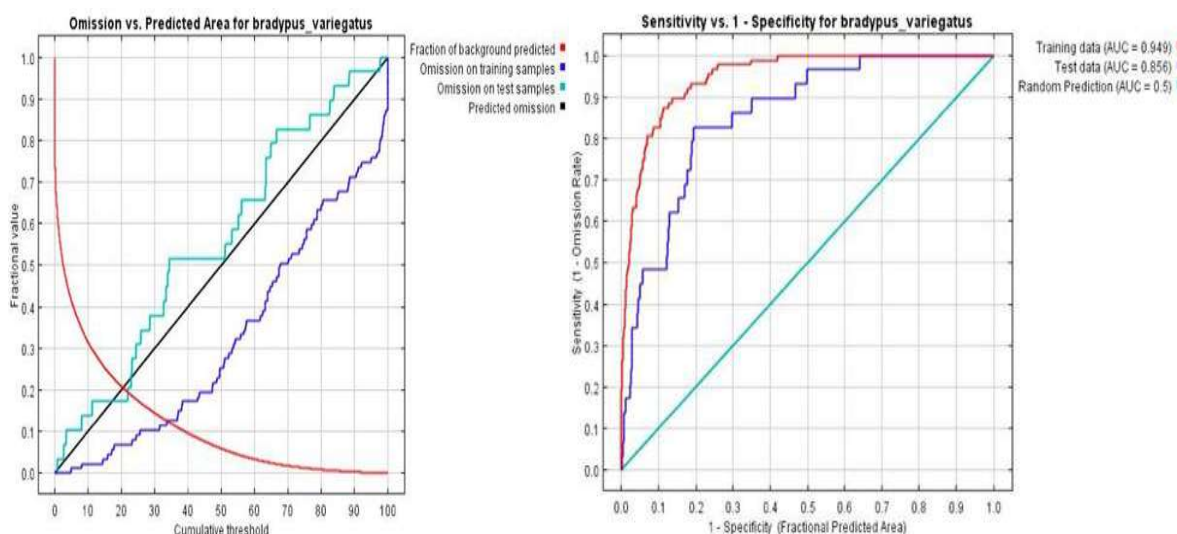 Omission vs. Predicted Area for bradypus_variegatus
Fraction of background predicted
Omission on training samples
Omission on test samples
Predicted omission
1.0
0.9
0.8
0.7
0.6
0.5
0.4
0.3
0.2
0.1
0.0
Fractional value
0 10 20 30 40 50 60 70 80 90 100
Cumulative threshold
Sensitivity vs. 1 - Specificity for bradypus_variegatus
Training data (AUC = 0.949)
Test data (AUC = 0.856)
Random Prediction (AUC = 0.5)
1.0
0.9
0.8
0.7
0.6
0.5
0.4
0.3
0.2
0.1
0.0
Sensitivity (1 - Omission Rate)
0.0 0.1 0.2 0.3 0.4 0.5 0.6 0.7 0.8 0.9 1.0
1 - Specificity (Fractional Predicted Area)